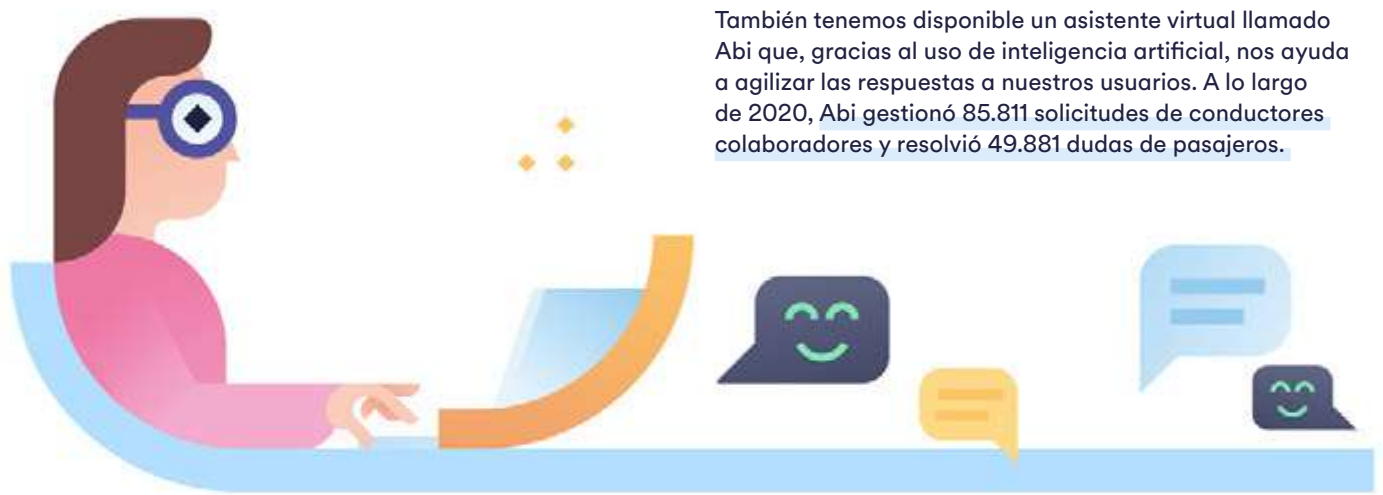 También tenemos disponible un asistente virtual llamado
Abi que, gracias al uso de inteligencia artificial, nos ayuda
a agilizar las respuestas a nuestros usuarios. A lo largo
de 2020, Abi gestionó 85.811 solicitudes de conductores
colaboradores y resolvió 49.881 dudas de pasajeros.